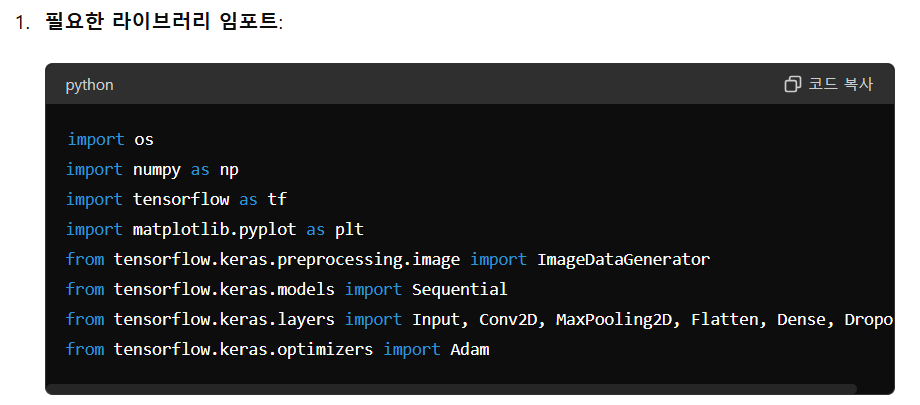 1. 필요한 라이브러리 임포트:
python
코드 복사
import os
import numpy as np
import tensorflow as tf
import matplotlib.pyplot as plt
from tensorflow.keras.preprocessing.image import ImageDataGenerator
from tensorflow.keras.models import Sequential
from tensorflow.keras.layers import Input, Conv2D, MaxPooling2D, Flatten, Dense, Dropo
from tensorflow.keras.optimizers import Adam